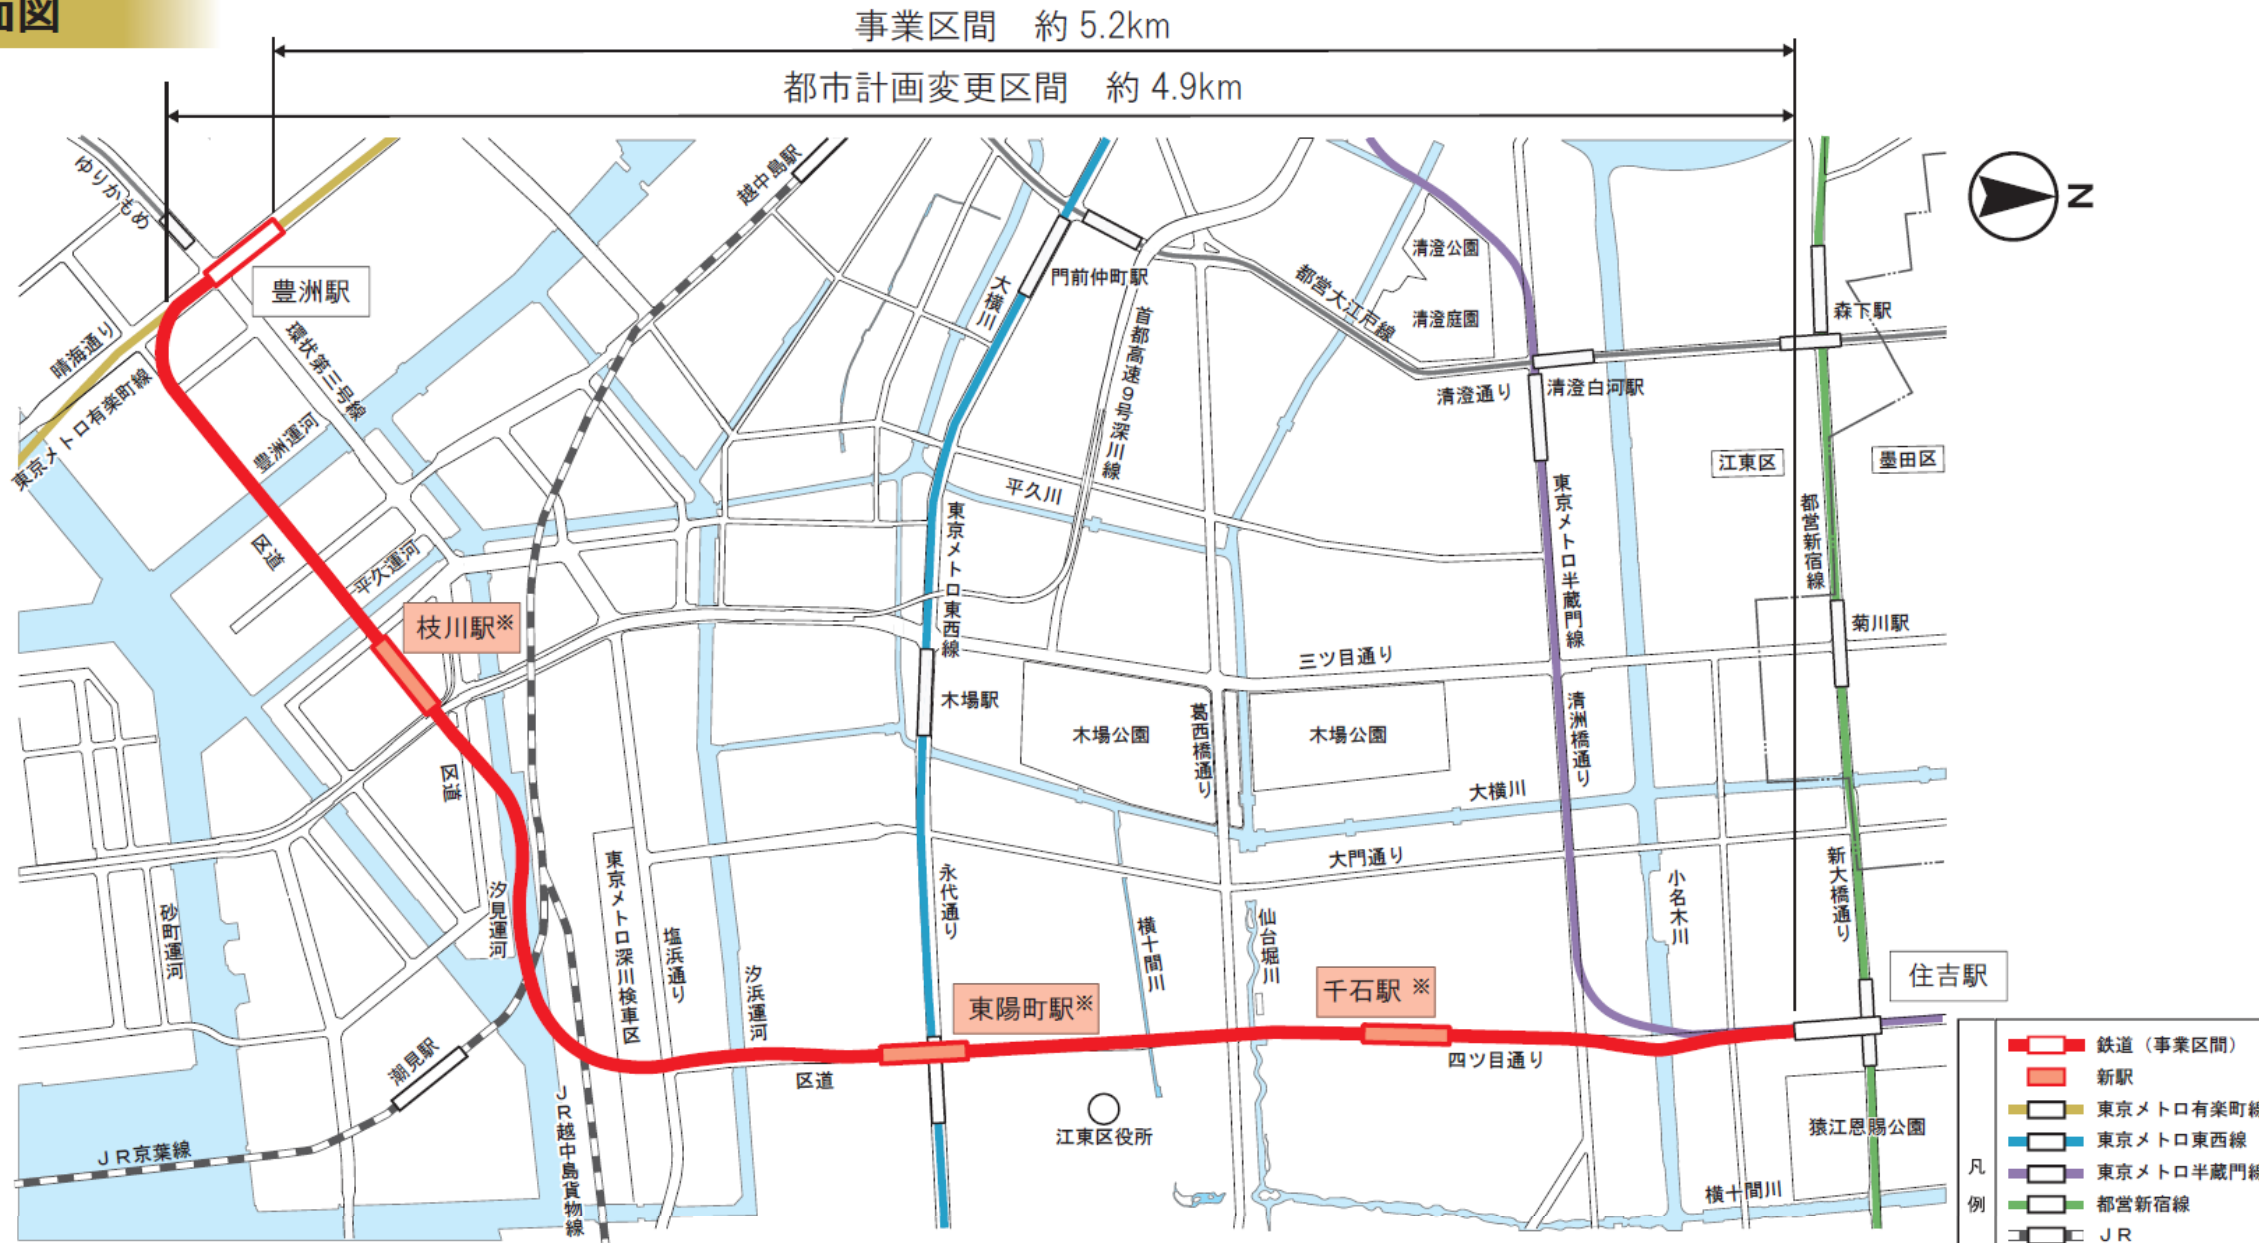 面図
事業区間　約 5.2km
都市計画変更区間　約 4.9km
ゆりかもめ
越中島駅
N
豊洲駅
大横川
門前仲町駅
都営大江戸線
清澄公園
清澄庭園
森下駅
晴海通り
環状第三号線
首都高速9号深川線
清澄通り
清澄白河駅
東京メトロ有楽町線
豊洲運河
江東区
墨田区
平久川
東京メトロ東西線
東京メトロ半蔵門線
都営新宿線
区道
平久運河
枝川駅※
菊川駅
三ツ目通り
木場駅
木場公園
葛西橋通り
木場公園
清洲橋通り
区道
大横川
大門通り
砂町運河
汐見運河
東京メトロ深川検車区
塩浜通り
永代通り
横十間川
仙台堀川
小名木川
新大橋通り
汐浜運河
東陽町駅※
千石駅 ※
住吉駅
潮見駅
区道
四ツ目通り
JR京葉線
JR越中島貨物線
江東区役所
猿江恩賜公園
横十間川
凡例
鉄道（事業区間）
新駅
東京メトロ有楽町線
東京メトロ東西線
東京メトロ半蔵門線
都営新宿線
JR